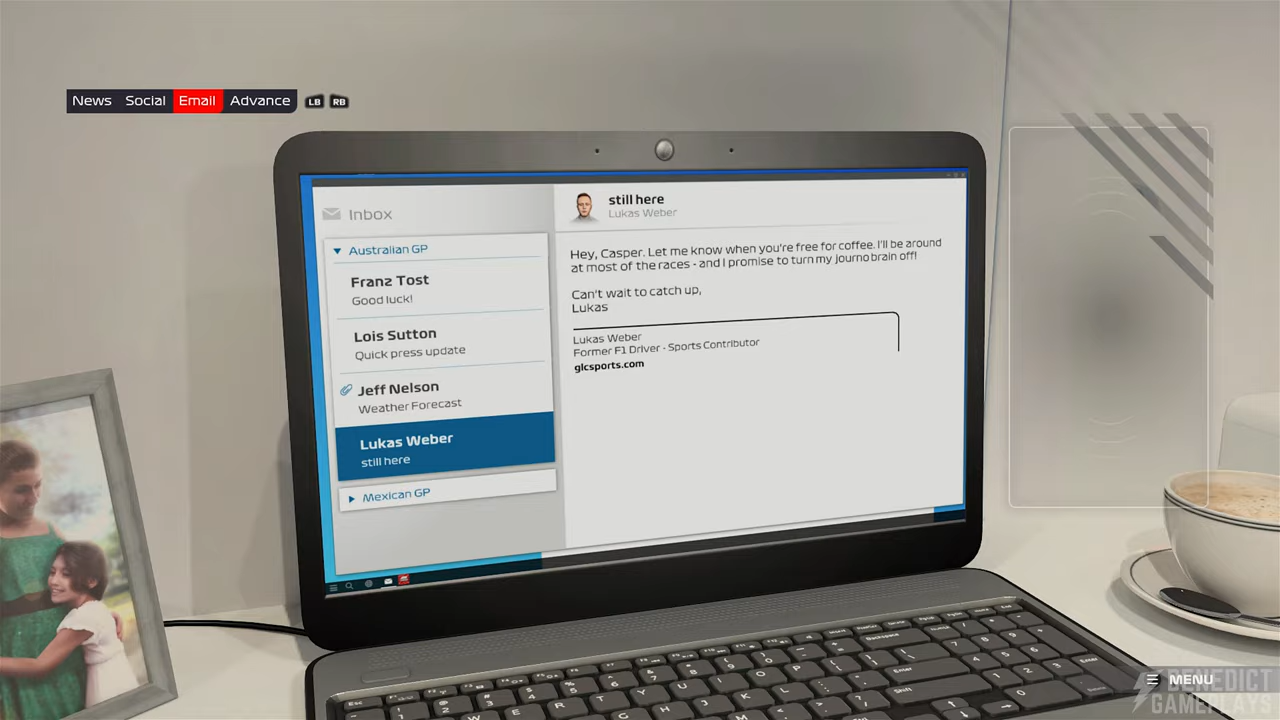 News Social Email Advance LB RB
Inbox
Australian GP
Franz Tost
Good luck!
Lois Sutton
Quick press update
Jeff Nelson
Weather Forecast
Lukas Weber
still here
Mexican GP
still here
Lukas Weber
Hey, Casper. Let me know when you're free for coffee. I'll be around
at most of the races - and I promise to turn my journo brain off!
Can't wait to catch up,
Lukas
Lukas Weber
Former F1 Driver - Sports Contributor
glcsports.com
MENU
BENEDICT
GAMEPLAYS